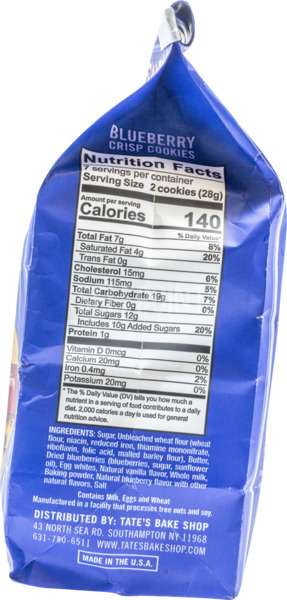 BLUEBERRY
CRISP COOKIES
Nutrition Facts
7 servings per container
Serving Size 2 cookies (28g)
Amount per serving
Calories 140
% Daily Value*
Total Fat 7g 8%
Saturated Fat 4g 20%
Trans Fat 0g
Cholesterol 15mg 6%
Sodium 115mg 5%
Total Carbohydrate 19g 7%
Dietary Fiber 0g 0%
Total Sugars 12g
Includes 10g Added Sugars 20%
Protein 1g
Vitamin D 0mcg 0%
Calcium 20mg 0%
Iron 0.4mg 2%
Potassium 20mg 0%
* The % Daily Value (DV) tells you how much a
nutrient in a serving of food contributes to a daily
diet. 2,000 calories a day is used for general
nutrition advice.
INGREDIENTS: Sugar, Unbleached wheat flour (wheat
flour, niacin, reduced iron, thiamine mononitrate,
riboflavin, folic acid, malted barley flour), Butter,
Dried blueberries (blueberries, sugar, sunflower
oil), Egg whites, Natural vanilla flavor, Whole milk,
Baking powder, Natural blueberry flavor with other
natural flavors, Salt
Contains Milk, Eggs and Wheat
Manufactured in a facility that processes tree nuts and soy.
DISTRIBUTED BY: TATE'S BAKE SHOP
43 NORTH SEA RD. SOUTHAMPTON NY 11968
631-780-6511 WWW.TATESBAKESHOP.COM
MADE IN THE U.S.A.